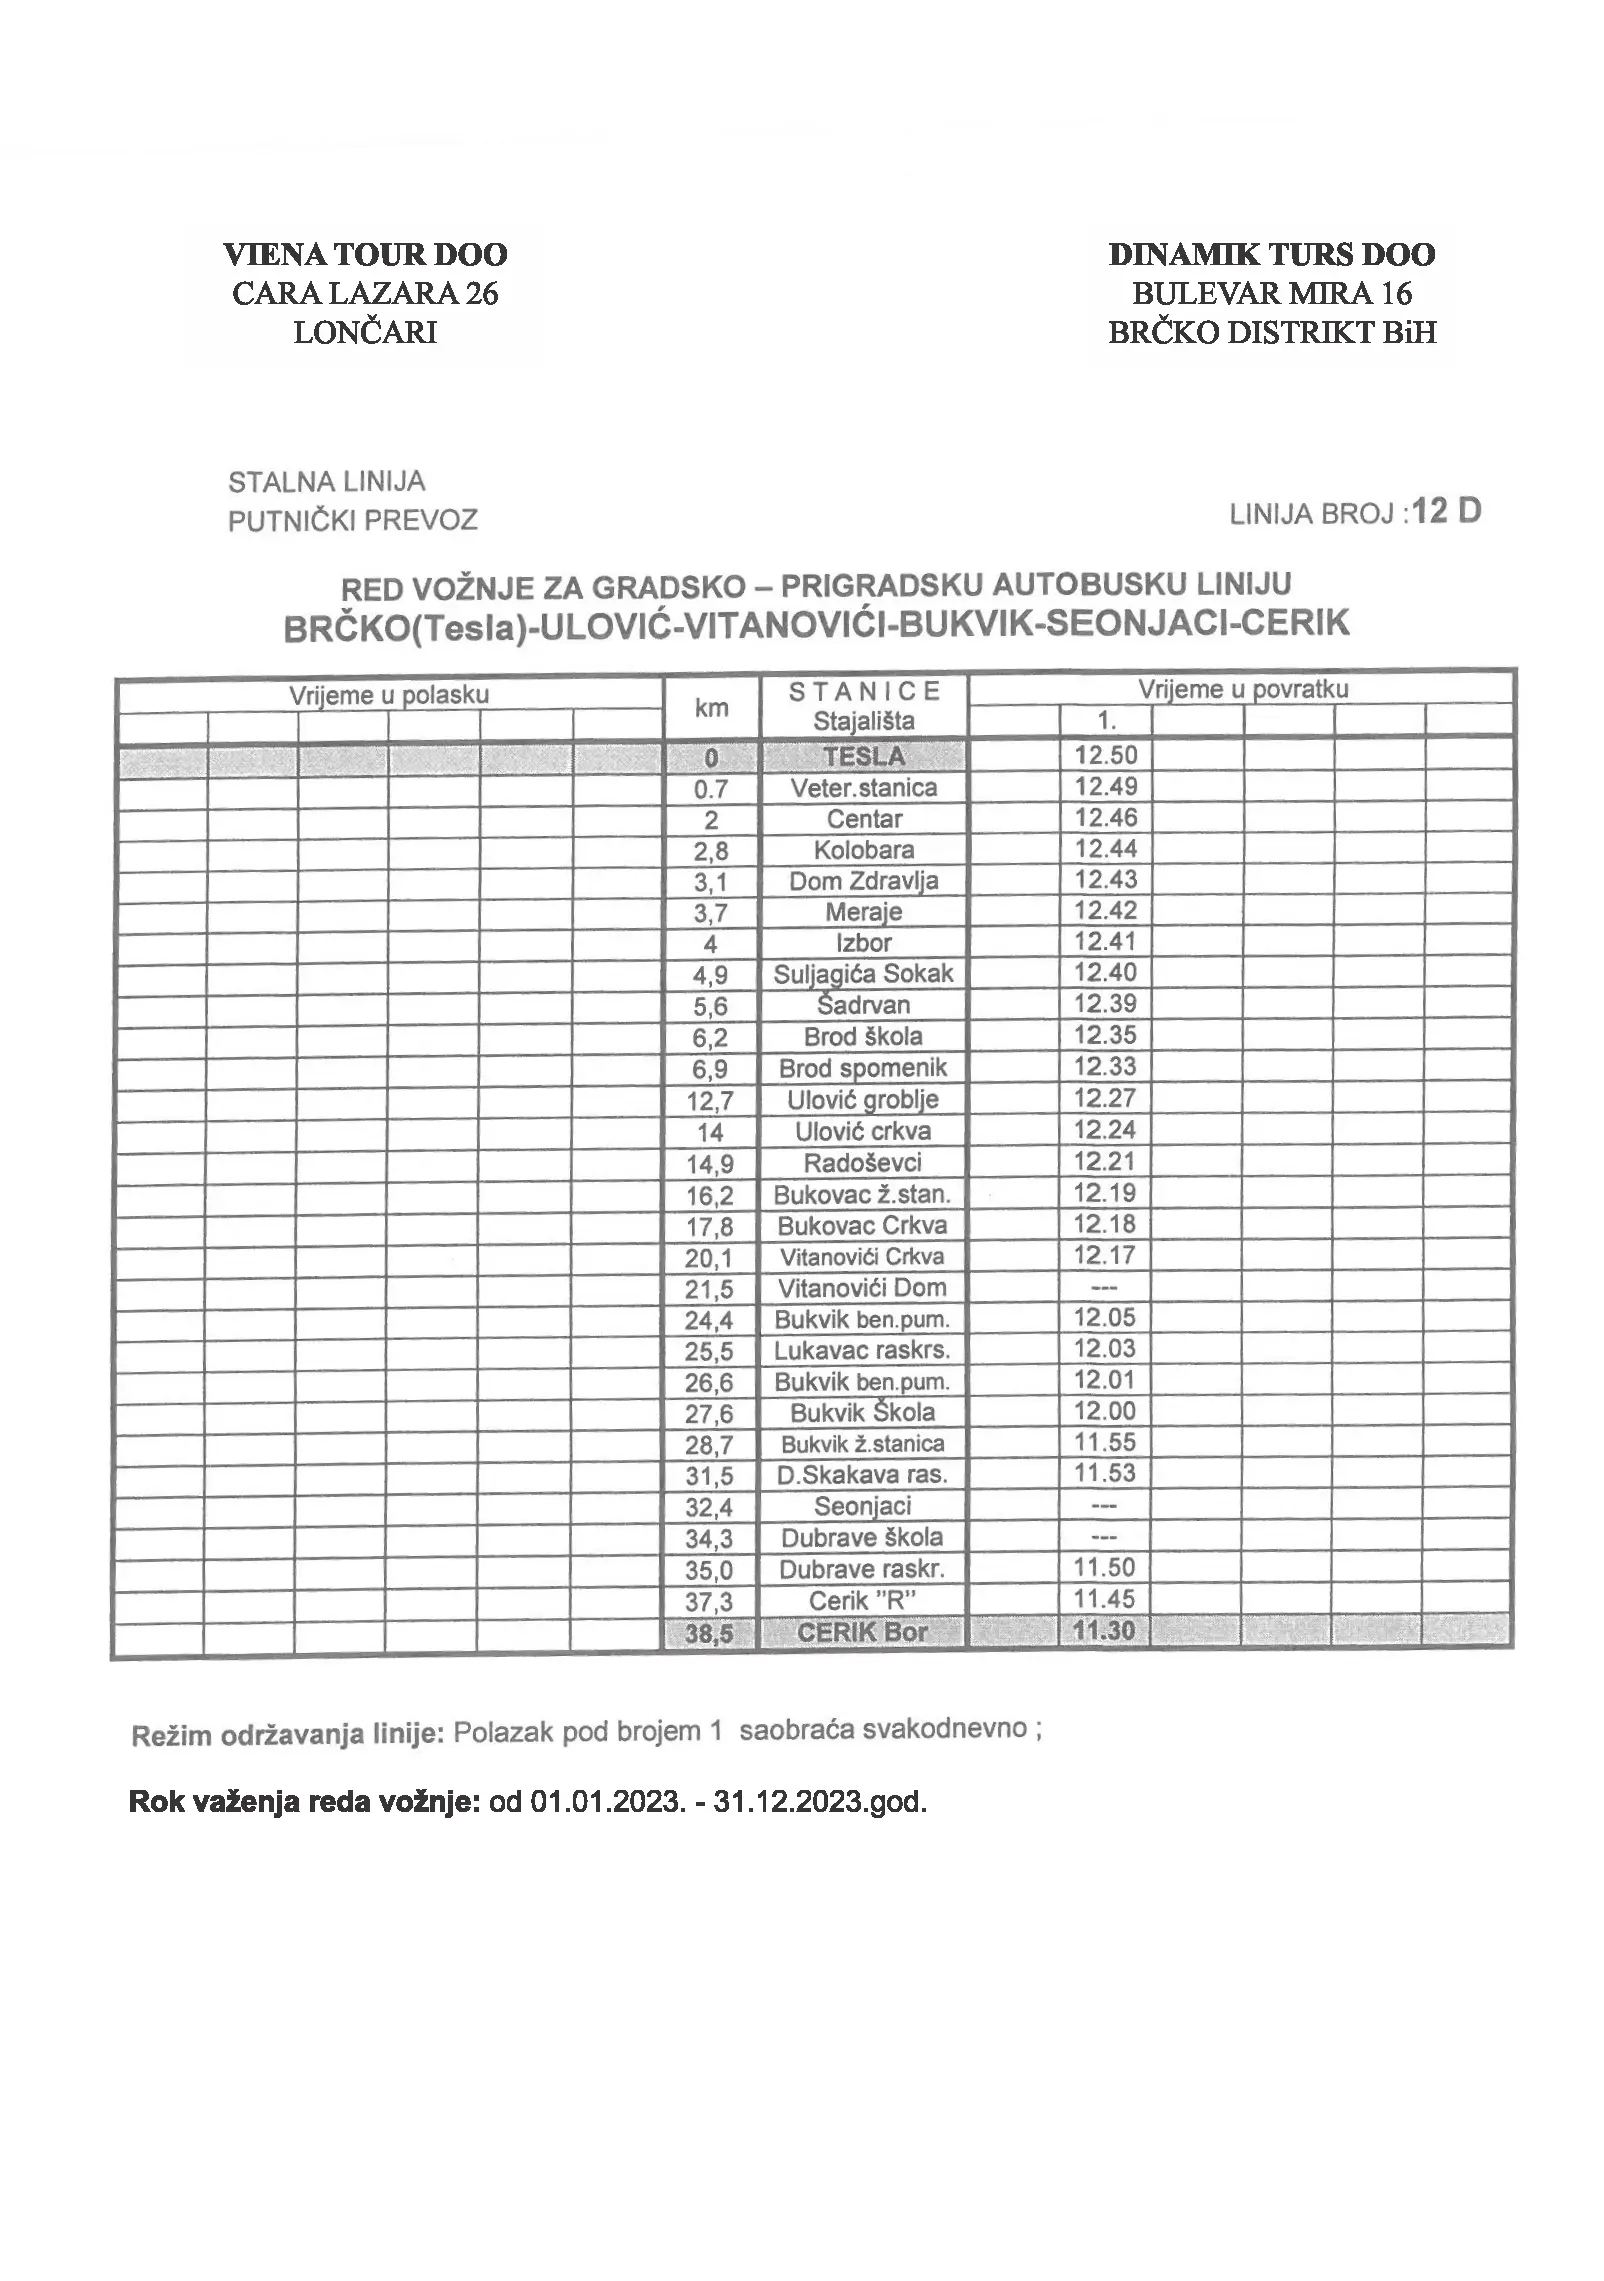 VIENA TOUR DOO
CARA LAZARA 26
LONČARI
DINAMIK TURS DOO
BULEVAR MIRA 16
BRČKO DISTRIKT BiH
STALNA LINIJA
PUTNIČKI PREVOZ
LINIJA BROJ :12 D
RED VOŽNJE ZA GRADSKO – PRIGRADSKU AUTOBUSKU LINIJU
BRČKO(Tesla)-ULOVIĆ-VITANOVIĆI-BUKVIK-SEONJACI-CERIK
Vrijeme u polasku km STANICE Stajališta Vrijeme u povratku
1.
0 TESLA 12.50
0.7 Veter.stanica 12.49
2 Centar 12.46
2,8 Kolobara 12.44
3,1 Dom Zdravlja 12.43
3,7 Meraje 12.42
4 Izbor 12.41
4,9 Suljagića Sokak 12.40
5,6 Šadrvan 12.39
6,2 Brod škola 12.35
6,9 Brod spomenik 12.33
12,7 Ulović groblje 12.27
14 Ulović crkva 12.24
14,9 Radoševci 12.21
16,2 Bukovac ž.stan. 12.19
17,8 Bukovac Crkva 12.18
20,1 Vitanovići Crkva 12.17
21,5 Vitanovići Dom ---
24,4 Bukvik ben.pum. 12.05
25,5 Lukavac raskrs. 12.03
26,6 Bukvik ben.pum. 12.01
27,6 Bukvik Škola 12.00
28,7 Bukvik ž.stanica 11.55
31,5 D.Skakava ras. 11.53
32,4 Seonjaci ---
34,3 Dubrave škola ---
35,0 Dubrave raskr. 11.50
37,3 Cerik ”R” 11.45
38,5 CERIK Bor 11.30
Režim održavanja linije: Polazak pod brojem 1 saobraća svakodnevno ;
Rok važenja reda vožnje: od 01.01.2023. - 31.12.2023.god.